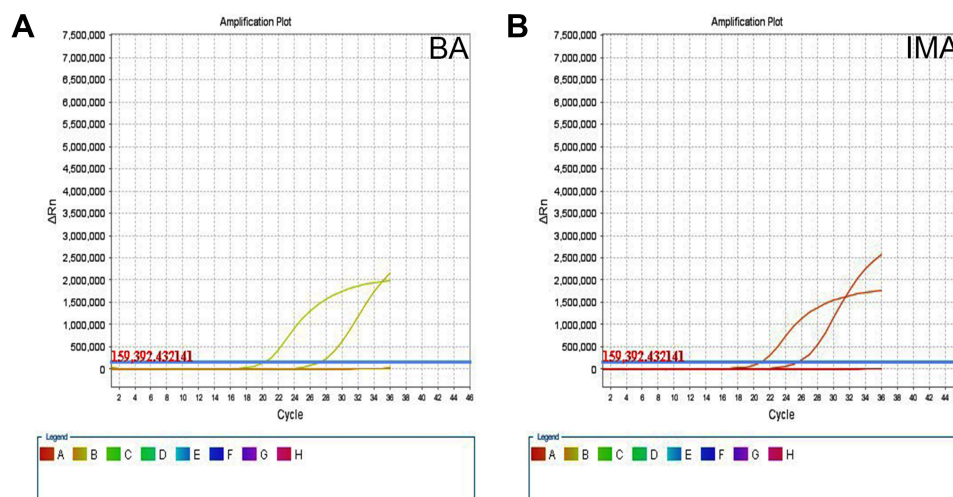 A
Amplification Plot
BA
7,500,000
7,000,000
6,500,000
6,000,000
5,500,000
5,000,000
4,500,000
4,000,000
3,500,000
3,000,000
2,500,000
2,000,000
1,500,000
1,000,000
500,000
0
ΔRn
159,392.432141
2 4 6 8 10 12 14 16 18 20 22 24 26 28 30 32 34 36 38 40 42 44 46
Cycle
Legend
A B C D E F G H
B
Amplification Plot
IMA
7,500,000
7,000,000
6,500,000
6,000,000
5,500,000
5,000,000
4,500,000
4,000,000
3,500,000
3,000,000
2,500,000
2,000,000
1,500,000
1,000,000
500,000
0
ΔRn
159,392.432141
2 4 6 8 10 12 14 16 18 20 22 24 26 28 30 32 34 36 38 40 42 44
Cycle
Legend
A B C D E F G H